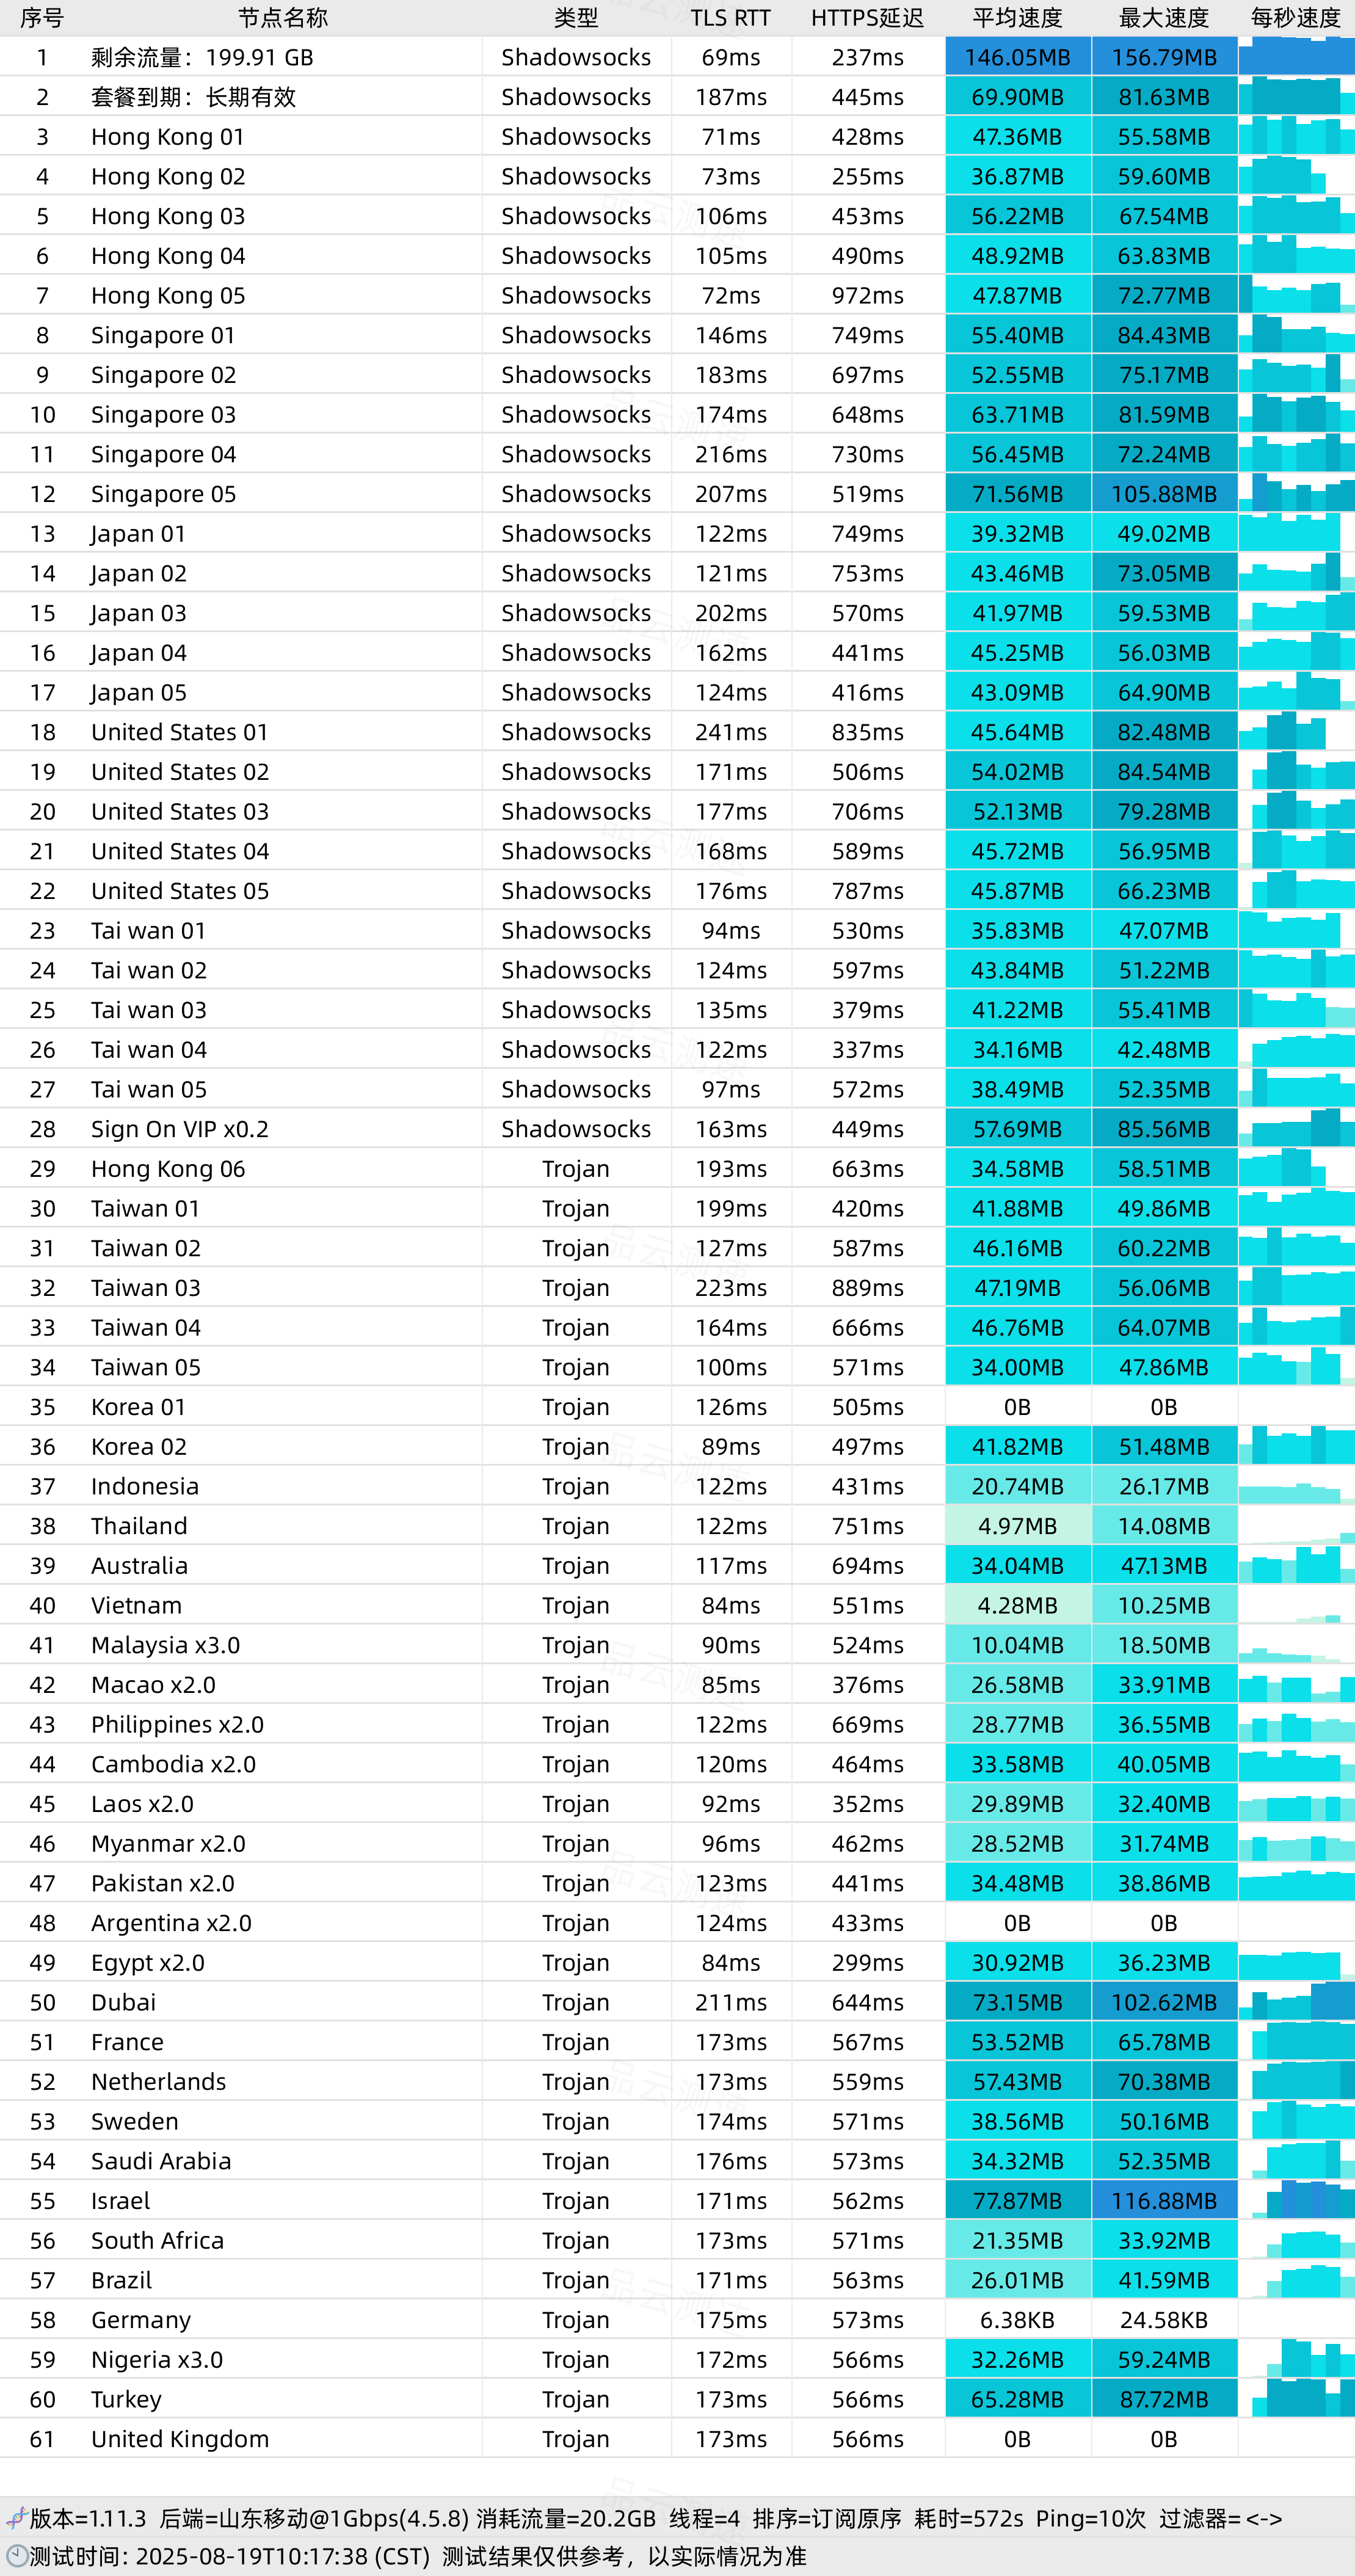 序号 节点名称 类型 TLS RTT HTTPS延迟 平均速度 最大速度 每秒速度
1 剩余流量：199.91 GB Shadowsocks 69ms 237ms 146.05MB 156.79MB
2 套餐到期：长期有效 Shadowsocks 187ms 445ms 69.90MB 81.63MB
3 Hong Kong 01 Shadowsocks 71ms 428ms 47.36MB 55.58MB
4 Hong Kong 02 Shadowsocks 73ms 255ms 36.87MB 59.60MB
5 Hong Kong 03 Shadowsocks 106ms 453ms 56.22MB 67.54MB
6 Hong Kong 04 Shadowsocks 105ms 490ms 48.92MB 63.83MB
7 Hong Kong 05 Shadowsocks 72ms 972ms 47.87MB 72.77MB
8 Singapore 01 Shadowsocks 146ms 749ms 55.40MB 84.43MB
9 Singapore 02 Shadowsocks 183ms 697ms 52.55MB 75.17MB
10 Singapore 03 Shadowsocks 174ms 648ms 63.71MB 81.59MB
11 Singapore 04 Shadowsocks 216ms 730ms 56.45MB 72.24MB
12 Singapore 05 Shadowsocks 207ms 519ms 71.56MB 105.88MB
13 Japan 01 Shadowsocks 122ms 749ms 39.32MB 49.02MB
14 Japan 02 Shadowsocks 121ms 753ms 43.46MB 73.05MB
15 Japan 03 Shadowsocks 202ms 570ms 41.97MB 59.53MB
16 Japan 04 Shadowsocks 162ms 441ms 45.25MB 56.03MB
17 Japan 05 Shadowsocks 124ms 416ms 43.09MB 64.90MB
18 United States 01 Shadowsocks 241ms 835ms 45.64MB 82.48MB
19 United States 02 Shadowsocks 171ms 506ms 54.02MB 84.54MB
20 United States 03 Shadowsocks 177ms 706ms 52.13MB 79.28MB
21 United States 04 Shadowsocks 168ms 589ms 45.72MB 56.95MB
22 United States 05 Shadowsocks 176ms 787ms 45.87MB 66.23MB
23 Tai wan 01 Shadowsocks 94ms 530ms 35.83MB 47.07MB
24 Tai wan 02 Shadowsocks 124ms 597ms 43.84MB 51.22MB
25 Tai wan 03 Shadowsocks 135ms 379ms 41.22MB 55.41MB
26 Tai wan 04 Shadowsocks 122ms 337ms 34.16MB 42.48MB
27 Tai wan 05 Shadowsocks 97ms 572ms 38.49MB 52.35MB
28 Sign On VIP x0.2 Shadowsocks 163ms 449ms 57.69MB 85.56MB
29 Hong Kong 06 Trojan 193ms 663ms 34.58MB 58.51MB
30 Taiwan 01 Trojan 199ms 420ms 41.88MB 49.86MB
31 Taiwan 02 Trojan 127ms 587ms 46.16MB 60.22MB
32 Taiwan 03 Trojan 223ms 889ms 47.19MB 56.06MB
33 Taiwan 04 Trojan 164ms 666ms 46.76MB 64.07MB
34 Taiwan 05 Trojan 100ms 571ms 34.00MB 47.86MB
35 Korea 01 Trojan 126ms 505ms 0B 0B
36 Korea 02 Trojan 89ms 497ms 41.82MB 51.48MB
37 Indonesia Trojan 122ms 431ms 20.74MB 26.17MB
38 Thailand Trojan 122ms 751ms 4.97MB 14.08MB
39 Australia Trojan 117ms 694ms 34.04MB 47.13MB
40 Vietnam Trojan 84ms 551ms 4.28MB 10.25MB
41 Malaysia x3.0 Trojan 90ms 524ms 10.04MB 18.50MB
42 Macao x2.0 Trojan 85ms 376ms 26.58MB 33.91MB
43 Philippines x2.0 Trojan 122ms 669ms 28.77MB 36.55MB
44 Cambodia x2.0 Trojan 120ms 464ms 33.58MB 40.05MB
45 Laos x2.0 Trojan 92ms 352ms 29.89MB 32.40MB
46 Myanmar x2.0 Trojan 96ms 462ms 28.52MB 31.74MB
47 Pakistan x2.0 Trojan 123ms 441ms 34.48MB 38.86MB
48 Argentina x2.0 Trojan 124ms 433ms 0B 0B
49 Egypt x2.0 Trojan 84ms 299ms 30.92MB 36.23MB
50 Dubai Trojan 211ms 644ms 73.15MB 102.62MB
51 France Trojan 173ms 567ms 53.52MB 65.78MB
52 Netherlands Trojan 173ms 559ms 57.43MB 70.38MB
53 Sweden Trojan 174ms 571ms 38.56MB 50.16MB
54 Saudi Arabia Trojan 176ms 573ms 34.32MB 52.35MB
55 Israel Trojan 171ms 562ms 77.87MB 116.88MB
56 South Africa Trojan 173ms 571ms 21.35MB 33.92MB
57 Brazil Trojan 171ms 563ms 26.01MB 41.59MB
58 Germany Trojan 175ms 573ms 6.38KB 24.58KB
59 Nigeria x3.0 Trojan 172ms 566ms 32.26MB 59.24MB
60 Turkey Trojan 173ms 566ms 65.28MB 87.72MB
61 United Kingdom Trojan 173ms 566ms 0B 0B
版本=1.11.3 后端=山东移动@1Gbps(4.5.8) 消耗流量=20.2GB 线程=4 排序=订阅原序 耗时=572s Ping=10次 过滤器=<->
测试时间: 2025-08-19T10:17:38 (CST) 测试结果仅供参考，以实际情况为准